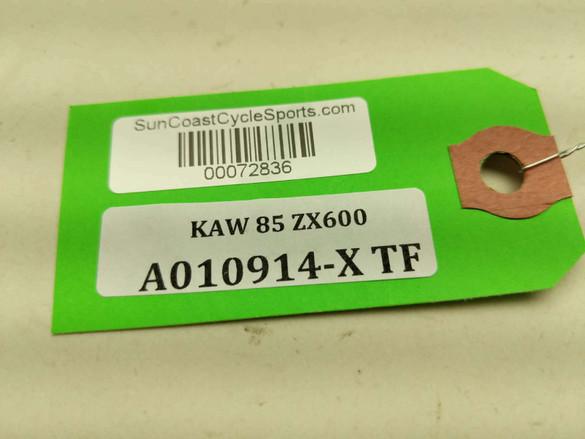 SunCoastCycleSports.com
00072836
KAW 85 ZX600
A010914-X TF